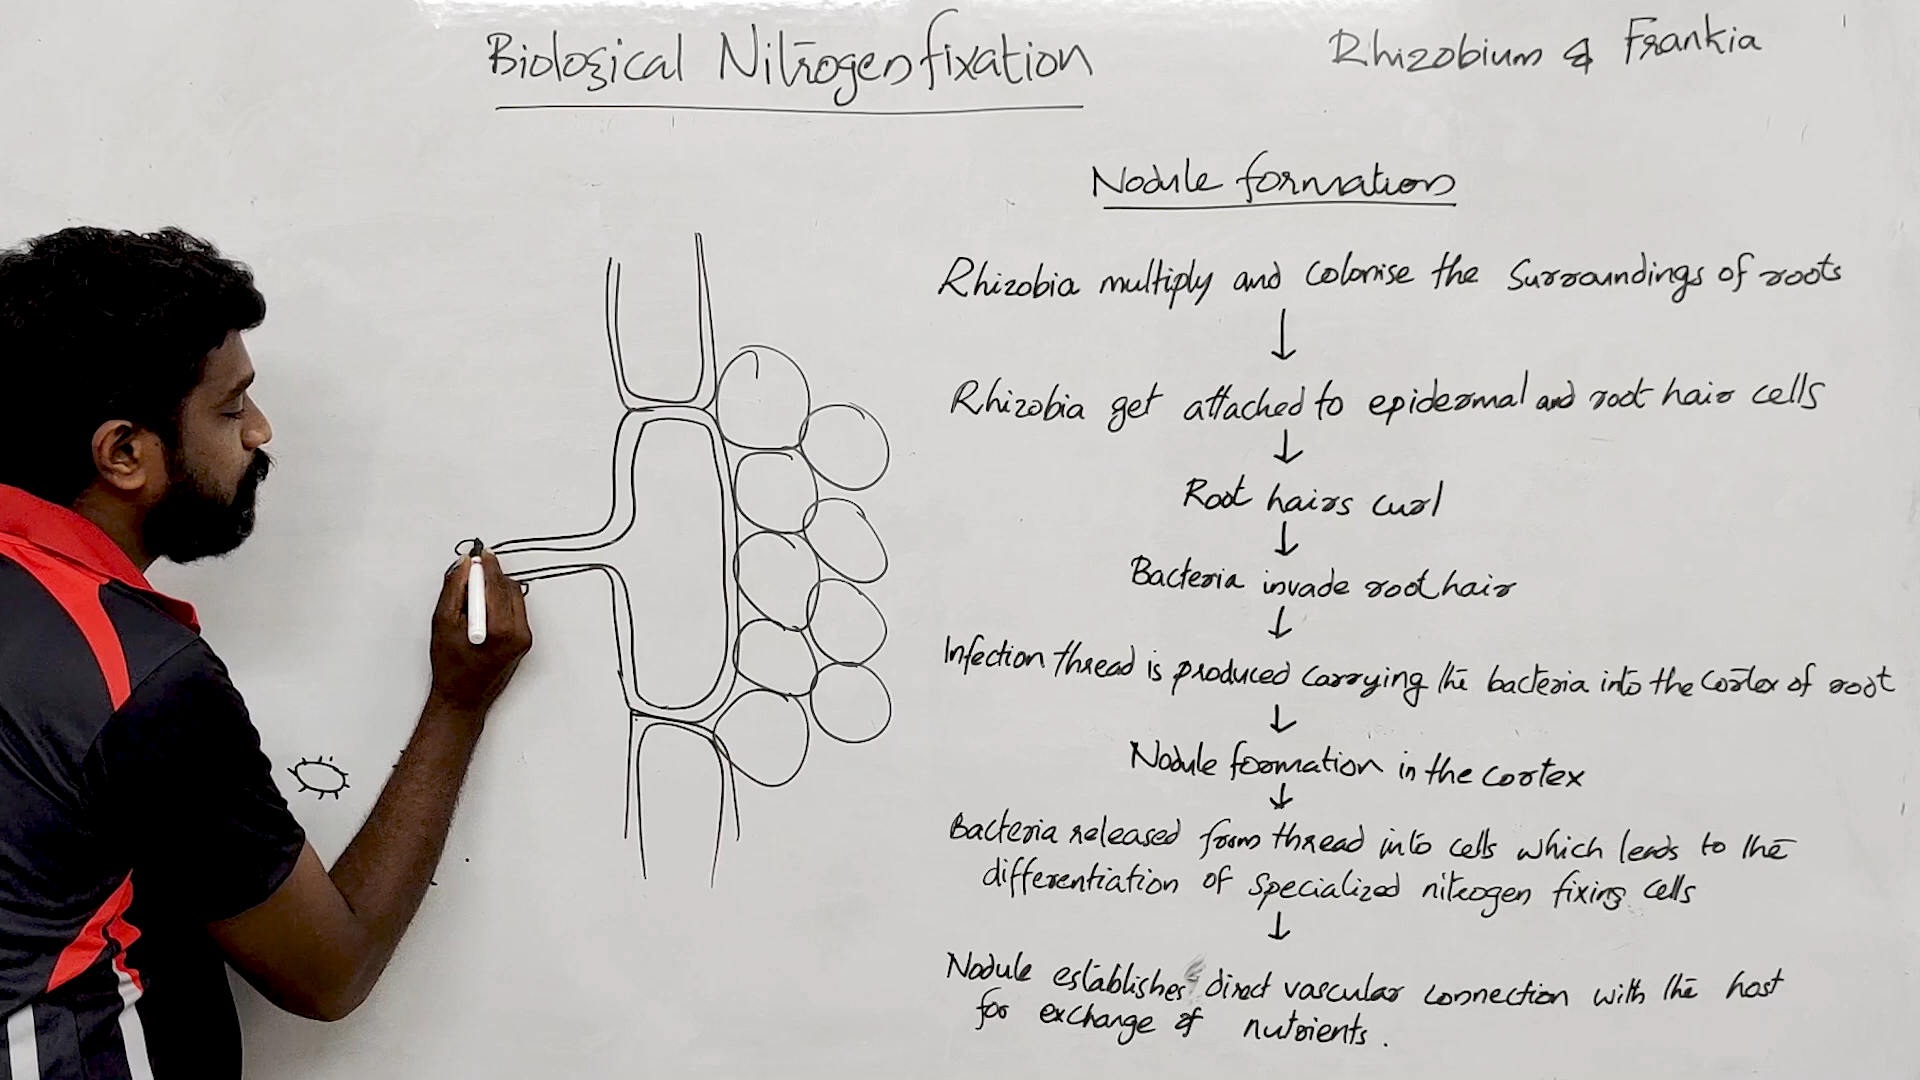 Biological Nitrogen fixation
Rhizobium & Frankia
Nodule formation
Rhizobia multiply and colonise the surroundings of roots
↓
Rhizobia get attached to epidermal and root hair cells
↓
Root hairs curl
↓
Bacteria invade root hair
↓
Infection thread is produced carrying the bacteria into the cortex of root
↓
Nodule formation in the cortex
↓
Bacteria released from thread into cells which leads to the
differentiation of specialized nitrogen fixing cells
↓
Nodule establishes direct vascular connection with the host
for exchange of nutrients.